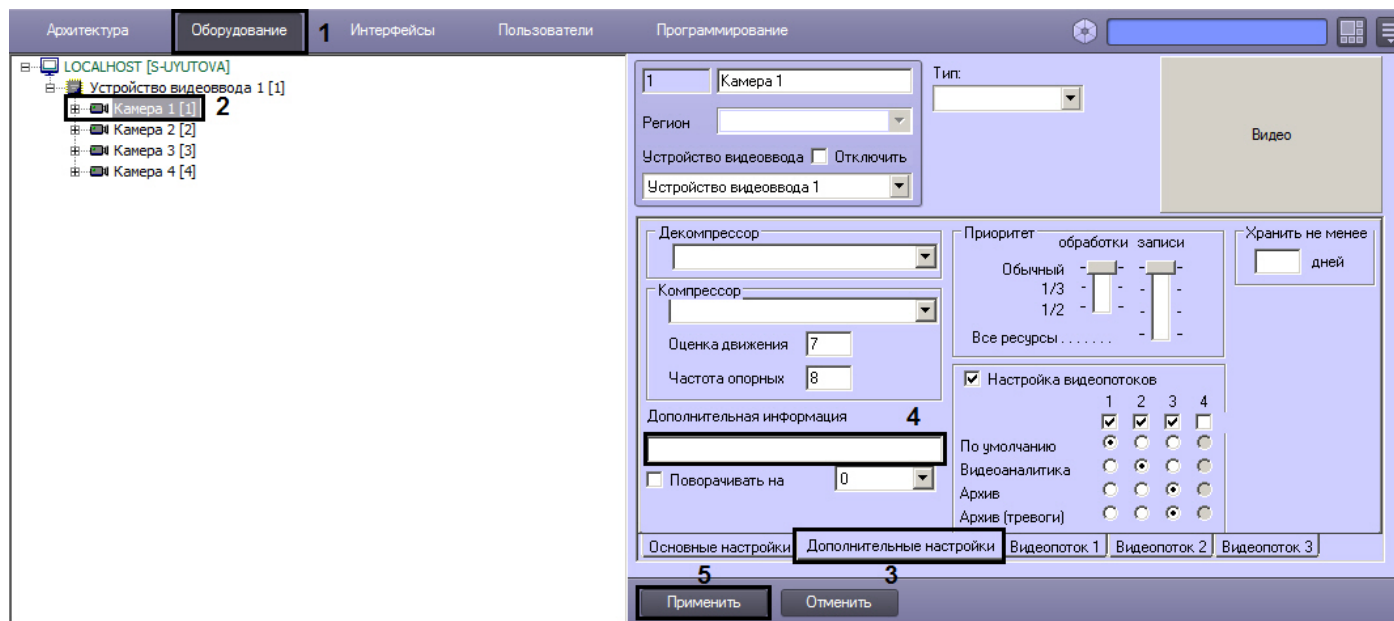 Архитектура Оборудование 1 Интерфейсы Пользователи Программирование
LOCALHOST [S-UYUTOVA]
Устройство видеоввода 1 [1]
Камера 1 [1] 2
Камера 2 [2]
Камера 3 [3]
Камера 4 [4]
1 Камера 1
Регион
Устройство видеоввода Отключить
Устройство видеоввода 1
Тип:
Видео
Декомпрессор
Компрессор
Оценка движения 7
Частота опорных 8
Дополнительная информация 4
Поворачивать на 0
Приоритет
обработки записи
Обычный
1/3
1/2
Все ресурсы . . . . . . .
Хранить не менее
дней
Настройка видеопотоков
1 2 3 4
По умолчанию
Видеоаналитика
Архив
Архив (тревоги)
Основные настройки Дополнительные настройки Видеопоток 1 Видеопоток 2 Видеопоток 3
5 3
Применить Отменить